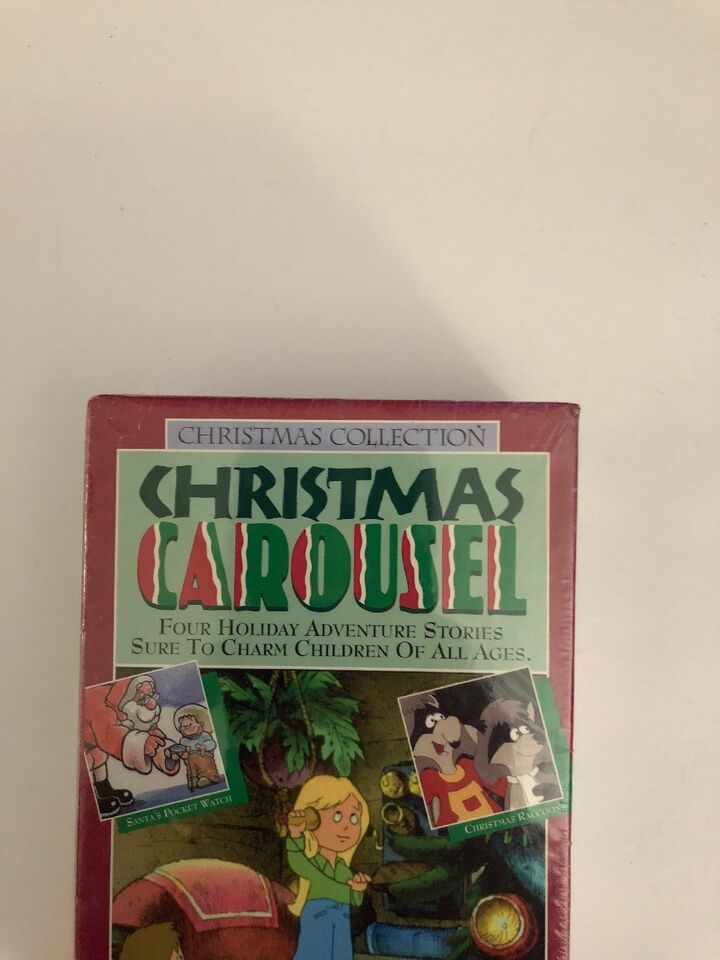 CHRISTMAS COLLECTION
CHRISTMAS
CAROUSEL
FOUR HOLIDAY ADVENTURE STORIES
SURE TO CHARM CHILDREN OF ALL AGES.
SANTA'S POCKET WATCH
CHRISTMAS RACCOONS